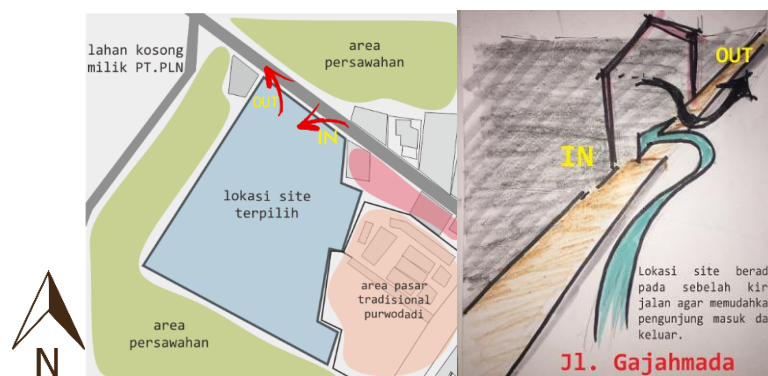 lahan kosong
milik PT.PLN
area
persawahan
OUT
IN
lokasi site
terpilih
area pasar
tradisional
purwodadi
area
persawahan
N
OUT
IN
Lokasi site berad
pada sebelah kir
jalan agar memudahka
pengunjung masuk da
keluar.
Jl. Gajahmada